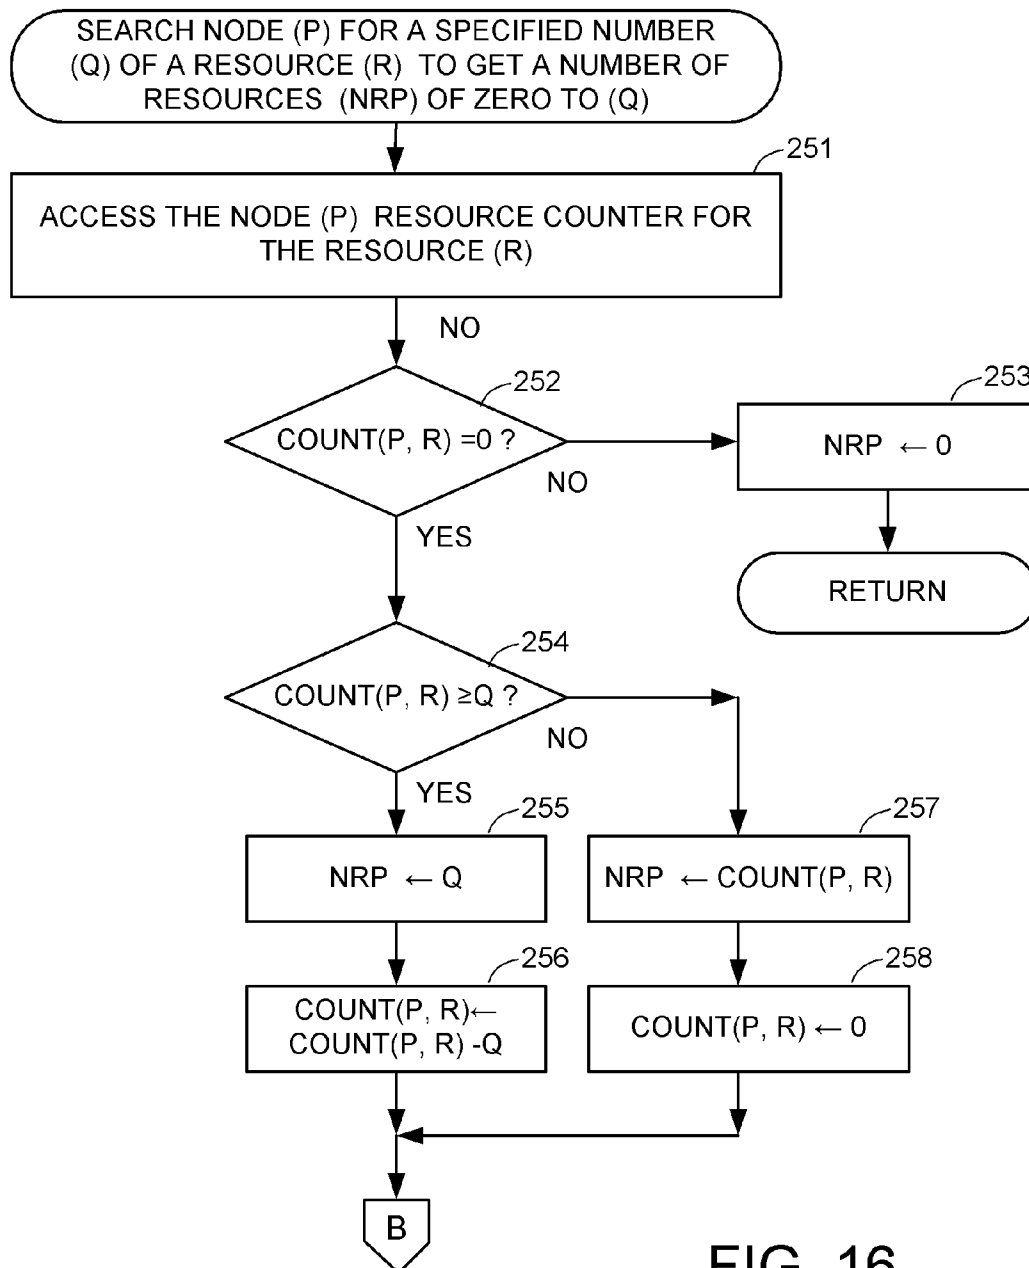 SEARCH NODE (P) FOR A SPECIFIED NUMBER
(Q) OF A RESOURCE (R) TO GET A NUMBER OF
RESOURCES (NRP) OF ZERO TO (Q)
251
ACCESS THE NODE (P) RESOURCE COUNTER FOR
THE RESOURCE (R)
NO
252
COUNT(P, R) =0 ?
NO
YES
253
NRP ← 0
RETURN
254
COUNT(P, R) ≥Q ?
NO
YES
255
NRP ← Q
257
NRP ← COUNT(P, R)
256
COUNT(P, R)←
COUNT(P, R) -Q
258
COUNT(P, R) ← 0
B
FIG. 16